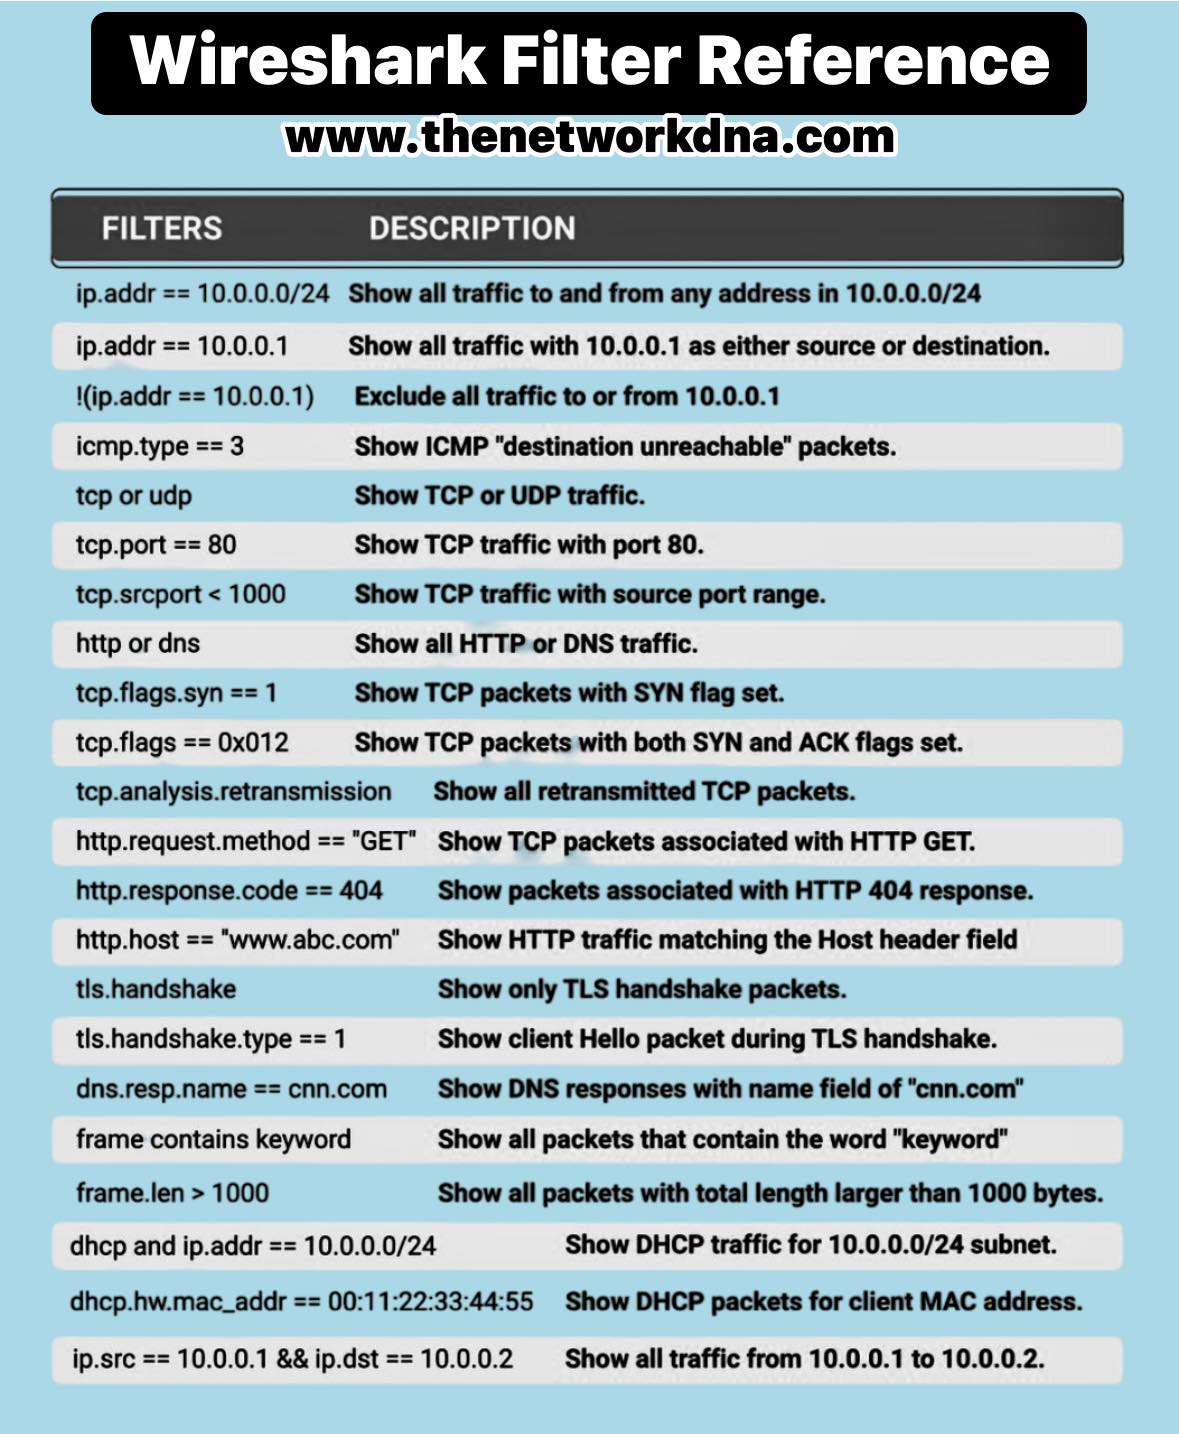 Wireshark Filter Reference
www.thenetworkdna.com
FILTERS DESCRIPTION
ip.addr == 10.0.0.0/24 Show all traffic to and from any address in 10.0.0.0/24
ip.addr == 10.0.0.1 Show all traffic with 10.0.0.1 as either source or destination.
!(ip.addr == 10.0.0.1) Exclude all traffic to or from 10.0.0.1
icmp.type == 3 Show ICMP "destination unreachable" packets.
tcp or udp Show TCP or UDP traffic.
tcp.port == 80 Show TCP traffic with port 80.
tcp.srcport < 1000 Show TCP traffic with source port range.
http or dns Show all HTTP or DNS traffic.
tcp.flags.syn == 1 Show TCP packets with SYN flag set.
tcp.flags == 0x012 Show TCP packets with both SYN and ACK flags set.
tcp.analysis.retransmission Show all retransmitted TCP packets.
http.request.method == "GET" Show TCP packets associated with HTTP GET.
http.response.code == 404 Show packets associated with HTTP 404 response.
http.host == "www.abc.com" Show HTTP traffic matching the Host header field
tls.handshake Show only TLS handshake packets.
tls.handshake.type == 1 Show client Hello packet during TLS handshake.
dns.resp.name == cnn.com Show DNS responses with name field of "cnn.com"
frame contains keyword Show all packets that contain the word "keyword"
frame.len > 1000 Show all packets with total length larger than 1000 bytes.
dhcp and ip.addr == 10.0.0.0/24 Show DHCP traffic for 10.0.0.0/24 subnet.
dhcp.hw.mac_addr == 00:11:22:33:44:55 Show DHCP packets for client MAC address.
ip.src == 10.0.0.1 && ip.dst == 10.0.0.2 Show all traffic from 10.0.0.1 to 10.0.0.2.